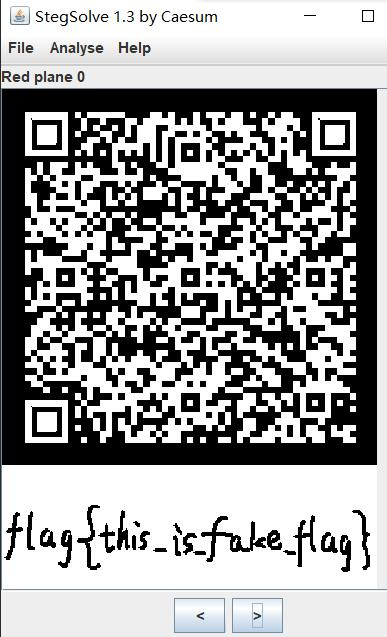 StegSolve 1.3 by Caesum
File Analyse Help
Red plane 0
flag{this_is_fake_flag}
< >